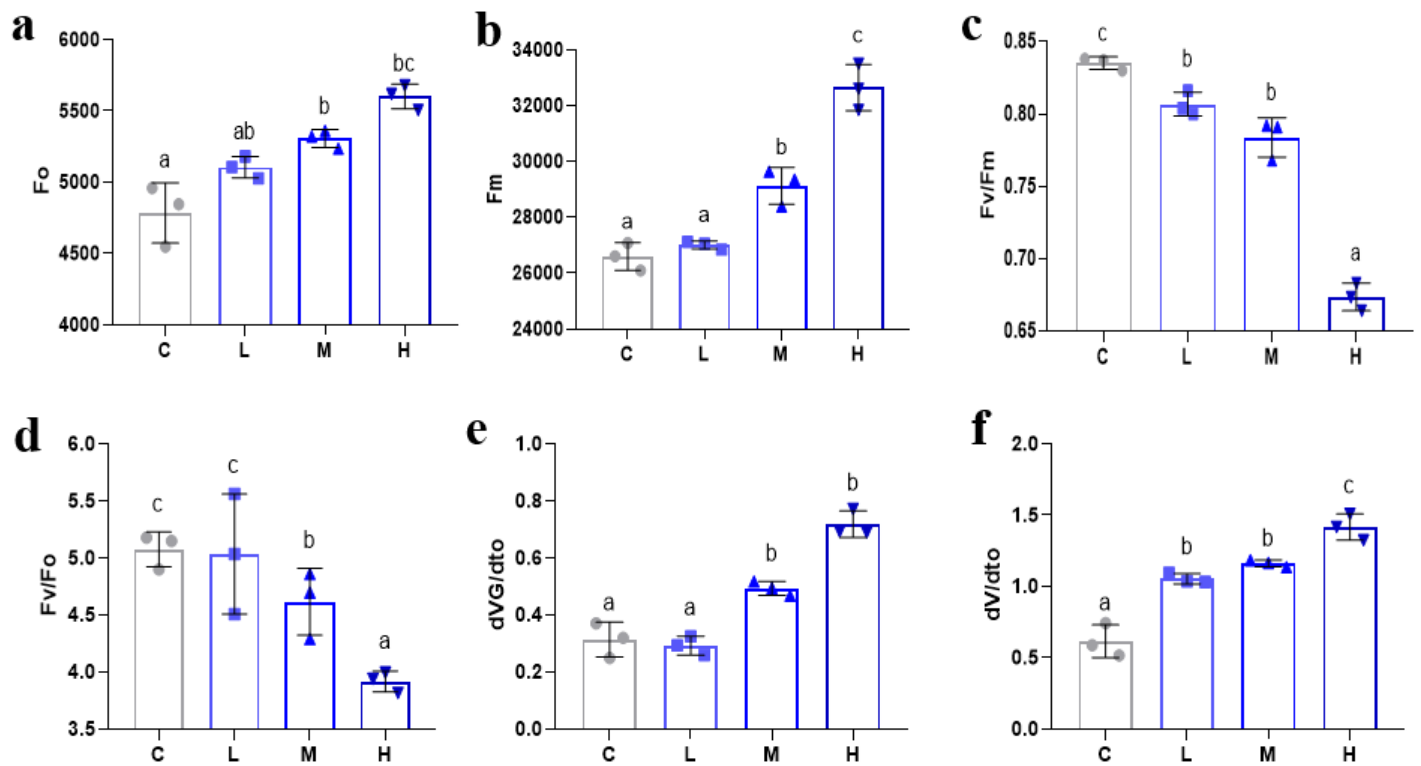 a
Fo
6000
5500
5000
4500
4000
a
ab
b
bc
C L M H
b
Fm
34000
32000
30000
28000
26000
24000
a
a
b
c
C L M H
c
Fv/Fm
0.85
0.80
0.75
0.70
0.65
c
b
b
a
C L M H
d
Fv/Fo
6.0
5.5
5.0
4.5
4.0
3.5
c
c
b
a
C L M H
e
dVG/dto
1.0
0.8
0.6
0.4
0.2
0.0
a
a
b
b
C L M H
f
dV/dto
2.0
1.5
1.0
0.5
0.0
a
b
b
c
C L M H